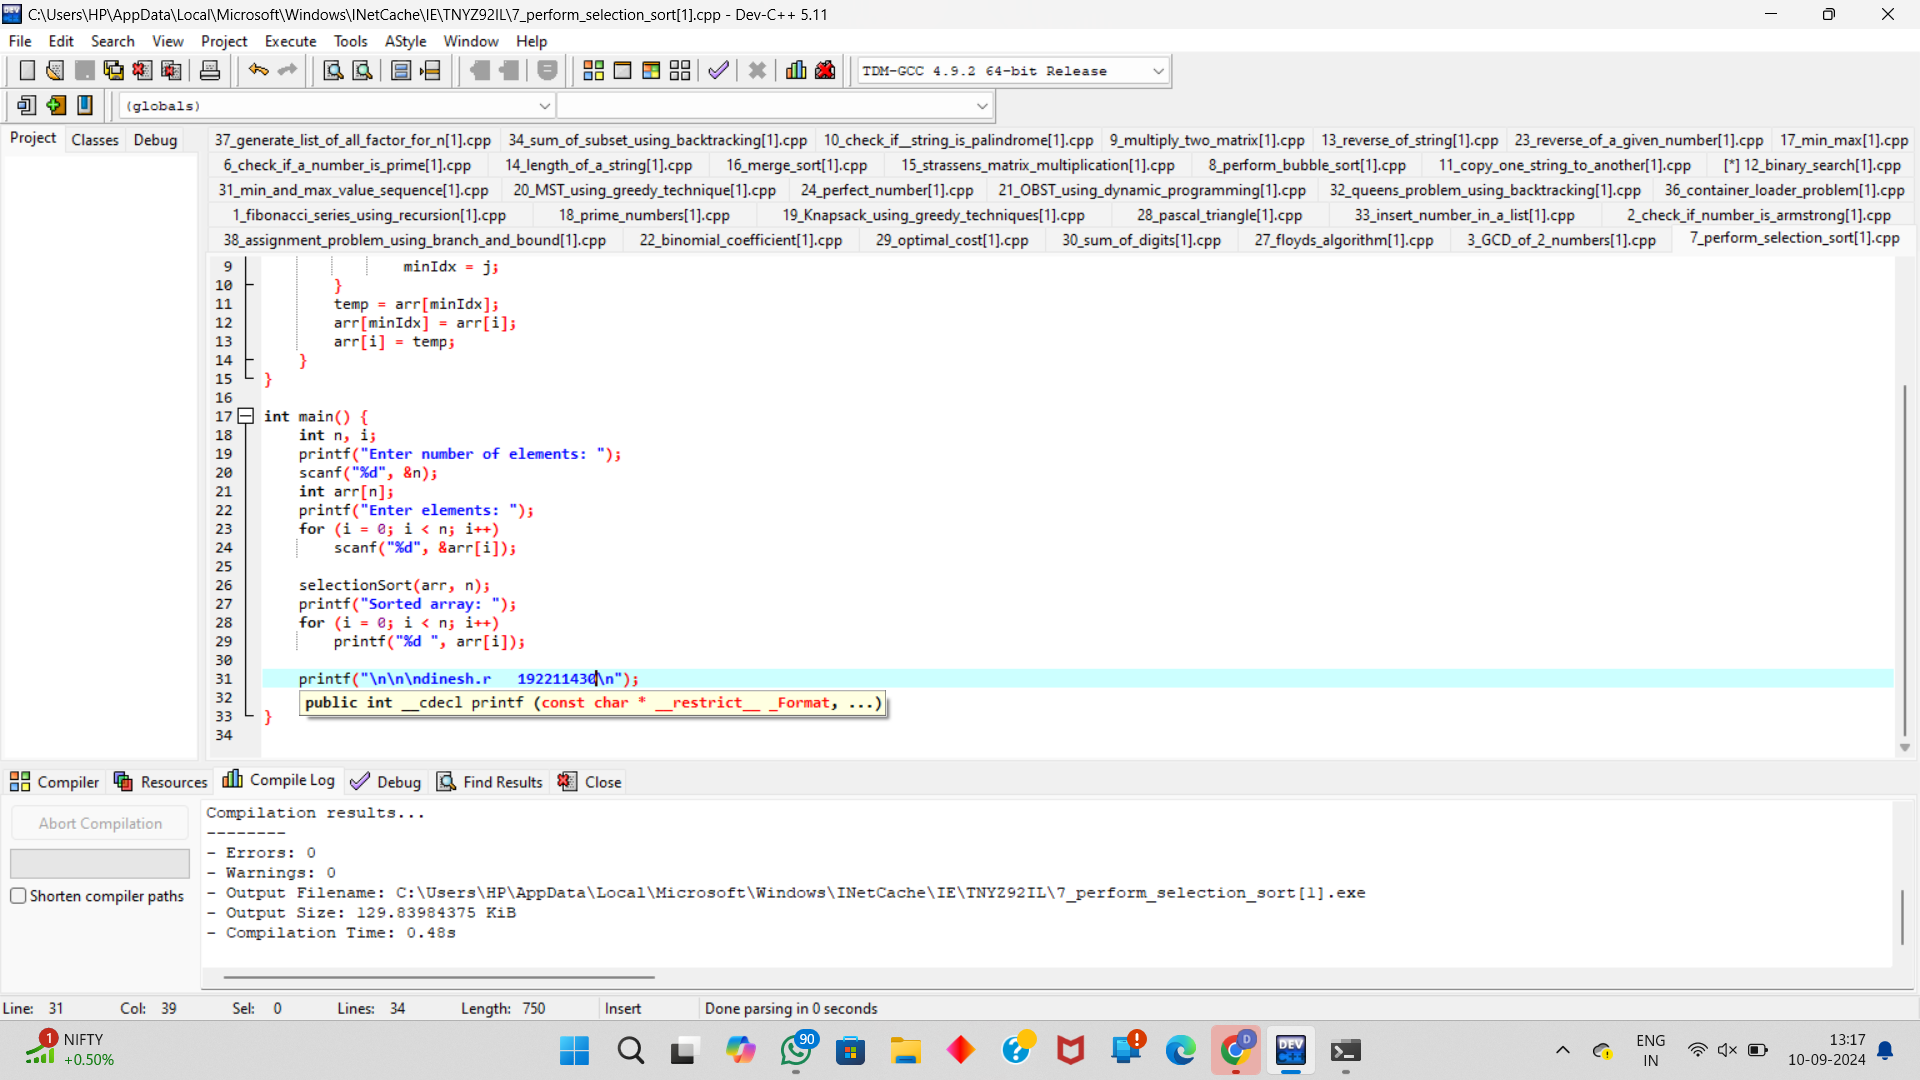 C:\Users\HP\AppData\Local\Microsoft\Windows\INetCache\IE\TNYZ92IL\7_perform_selection_sort[1].cpp - Dev-C++ 5.11
File Edit Search View Project Execute Tools AStyle Window Help
TDM-GCC 4.9.2 64-bit Release
(globals)
Project Classes Debug
37_generate_list_of_all_factor_for_n[1].cpp 34_sum_of_subset_using_backtracking[1].cpp 10_check_if__string_is_palindrome[1].cpp 9_multiply_two_matrix[1].cpp 13_reverse_of_string[1].cpp 23_reverse_of_a_given_number[1].cpp 17_min_max[1].cpp
6_check_if_a_number_is_prime[1].cpp 14_length_of_a_string[1].cpp 16_merge_sort[1].cpp 15_strassens_matrix_multiplication[1].cpp 8_perform_bubble_sort[1].cpp 11_copy_one_string_to_another[1].cpp [*] 12_binary_search[1].cpp
31_min_and_max_value_sequence[1].cpp 20_MST_using_greedy_technique[1].cpp 24_perfect_number[1].cpp 21_OBST_using_dynamic_programming[1].cpp 32_queens_problem_using_backtracking[1].cpp 36_container_loader_problem[1].cpp
1_fibonacci_series_using_recursion[1].cpp 18_prime_numbers[1].cpp 19_Knapsack_using_greedy_techniques[1].cpp 28_pascal_triangle[1].cpp 33_insert_number_in_a_list[1].cpp 2_check_if_number_is_armstrong[1].cpp
38_assignment_problem_using_branch_and_bound[1].cpp 22_binomial_coefficient[1].cpp 29_optimal_cost[1].cpp 30_sum_of_digits[1].cpp 27_floyds_algorithm[1].cpp 3_GCD_of_2_numbers[1].cpp 7_perform_selection_sort[1].cpp
9 minIdx = j;
10 }
11 temp = arr[minIdx];
12 arr[minIdx] = arr[i];
13 arr[i] = temp;
14 }
15 }
16
17 int main() {
18 int n, i;
19 printf("Enter number of elements: ");
20 scanf("%d", &n);
21 int arr[n];
22 printf("Enter elements: ");
23 for (i = 0; i < n; i++)
24 scanf("%d", &arr[i]);
25
26 selectionSort(arr, n);
27 printf("Sorted array: ");
28 for (i = 0; i < n; i++)
29 printf("%d ", arr[i]);
30
31 printf("\n\n\ndinesh.r   192211430\n");
32 public int __cdecl printf (const char * __restrict__ _Format, ...)
33 }
34
Compiler Resources Compile Log Debug Find Results Close
Abort Compilation
Shorten compiler paths
Compilation results...
--------
- Errors: 0
- Warnings: 0
- Output Filename: C:\Users\HP\AppData\Local\Microsoft\Windows\INetCache\IE\TNYZ92IL\7_perform_selection_sort[1].exe
- Output Size: 129.83984375 KiB
- Compilation Time: 0.48s
Line: 31 Col: 39 Sel: 0 Lines: 34 Length: 750 Insert Done parsing in 0 seconds
1 NIFTY
+0.50%
90
D
DEV
C++
ENG
IN
13:17
10-09-2024